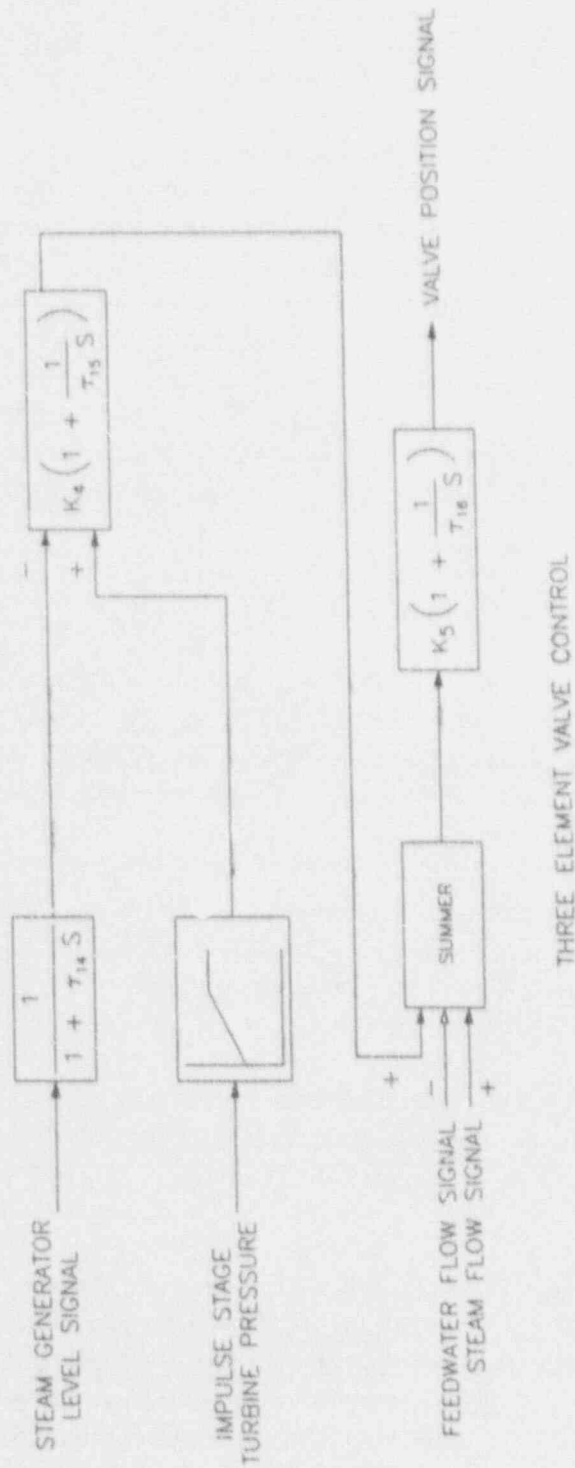 STEAM GENERATOR
LEVEL SIGNAL
1
1 + τ₁₄ S
-
+
K₄ ( 1 + 1
τ₁₅ S )
IMPULSE STAGE
TURBINE PRESSURE
+
-
+
FEEDWATER FLOW SIGNAL
STEAM FLOW SIGNAL
SUMMER
K₅ ( 1 + 1
τ₁₆ S )
VALVE POSITION SIGNAL
THREE ELEMENT VALVE CONTROL